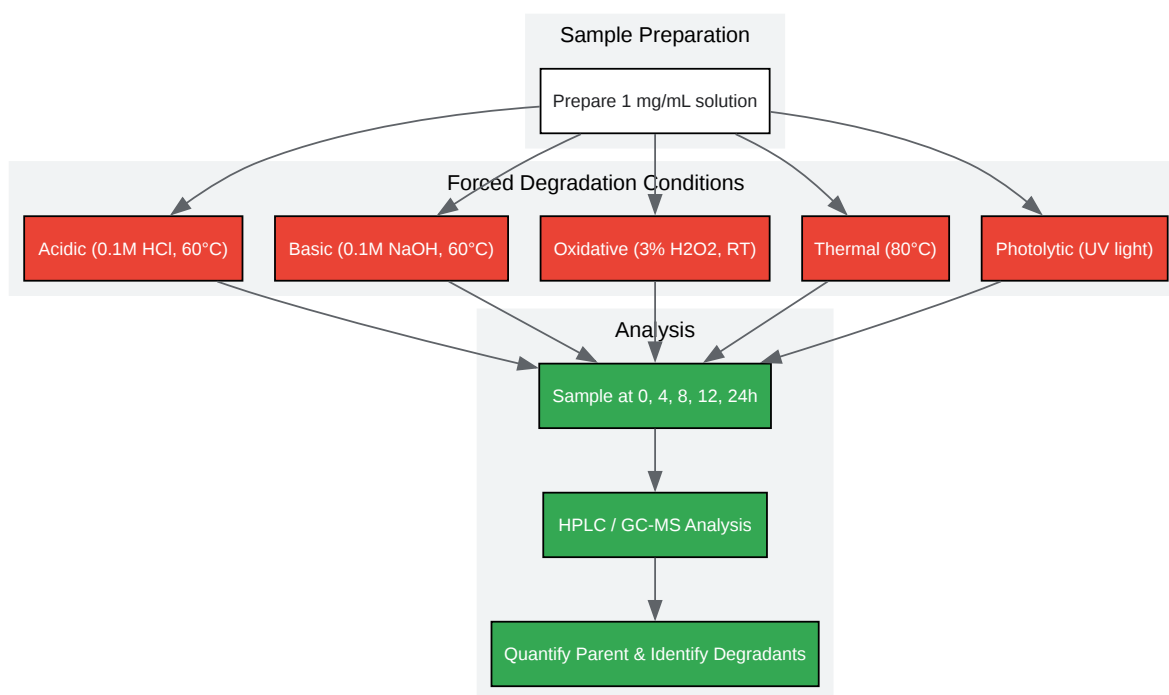 Sample Preparation
Prepare 1 mg/mL solution
Forced Degradation Conditions
Acidic (0.1M HCl, 60°C)
Basic (0.1M NaOH, 60°C)
Oxidative (3% H2O2, RT)
Thermal (80°C)
Photolytic (UV light)
Analysis
Sample at 0, 4, 8, 12, 24h
HPLC / GC-MS Analysis
Quantify Parent & Identify Degradants